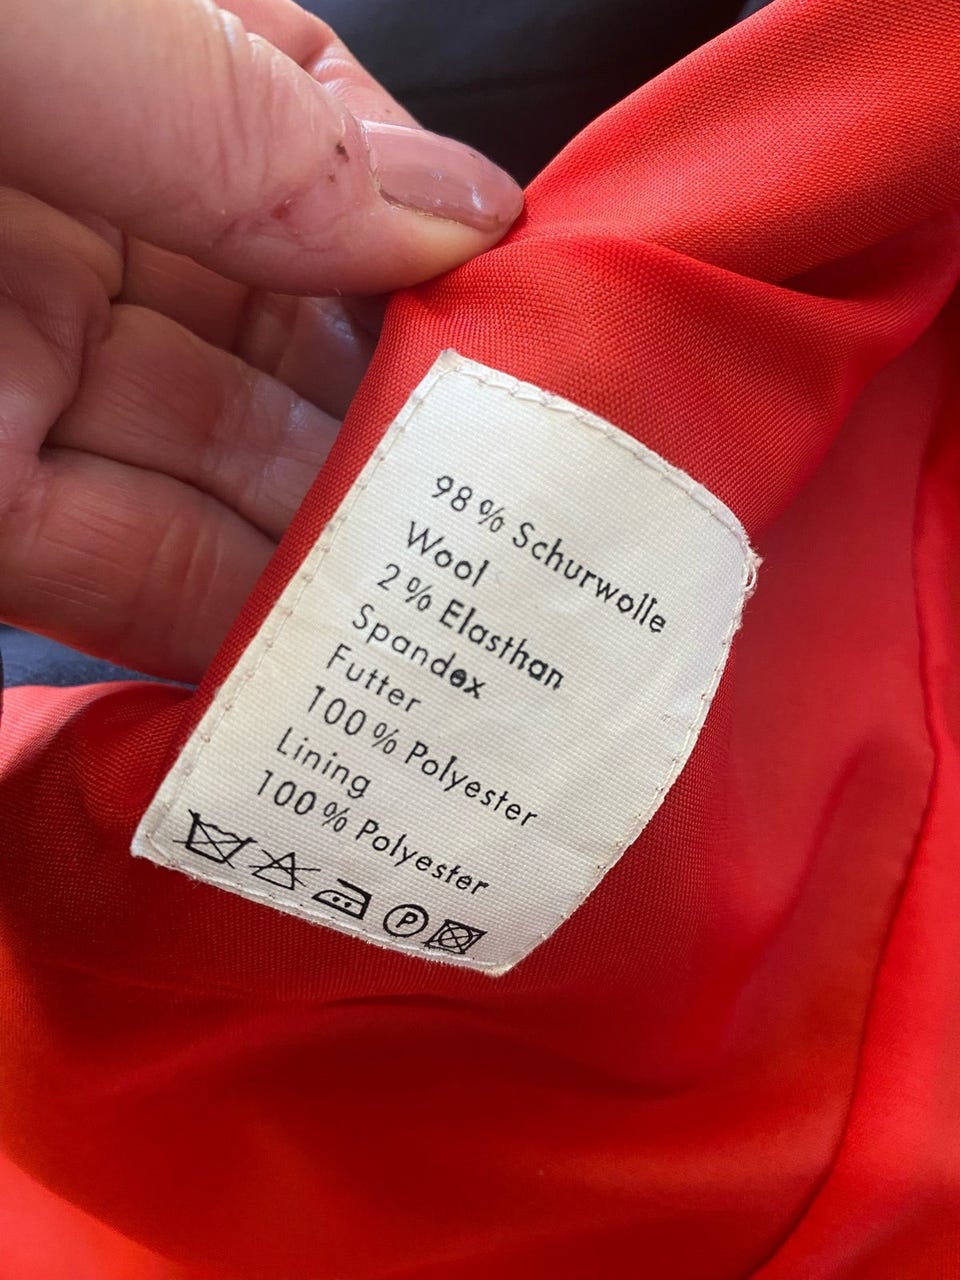 98 % Schurwolle
Wool
2 % Elasthan
Spandex
Futter
100 % Polyester
Lining
100 % Polyester
P